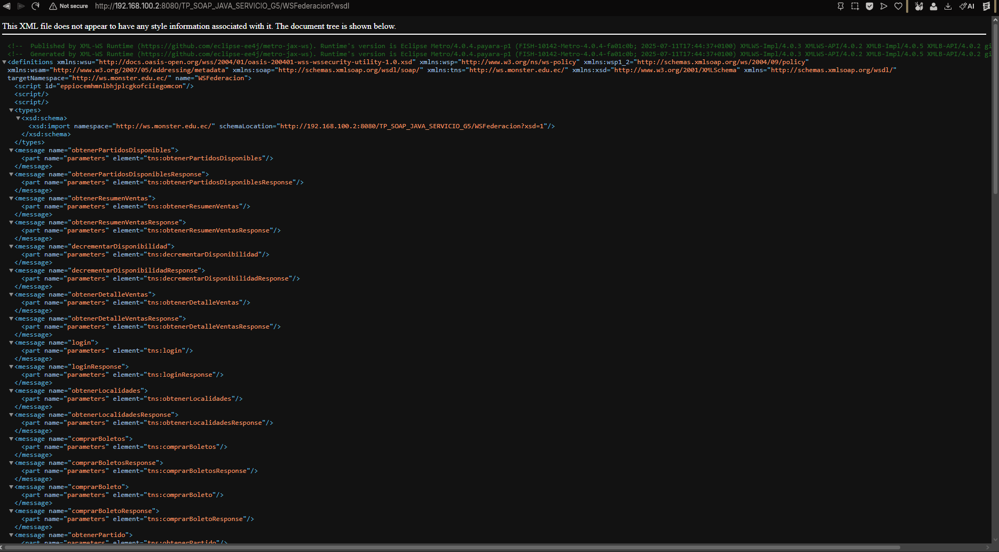 Not secure http://192.168.100.2:8080/TP_SOAP_JAVA_SERVICIO_G5/WSFederacion?wsdl AI
This XML file does not appear to have any style information associated with it. The document tree is shown below.
<!-- Published by XML-WS Runtime (https://github.com/eclipse-ee4j/metro-jax-ws). Runtime's version is Eclipse Metro/4.0.4.payara-p1 (FISH-10142-Metro-4.0.4-fa01c0b; 2025-07-11T17:44:37+0100) XMLWS-Impl/4.0.3 XMLWS-API/4.0.2 XMLB-Impl/4.0.5 XMLB-API/4.0.2 gi
<!-- Generated by XML-WS Runtime (https://github.com/eclipse-ee4j/metro-jax-ws). Runtime's version is Eclipse Metro/4.0.4.payara-p1 (FISH-10142-Metro-4.0.4-fa01c0b; 2025-07-11T17:44:37+0100) XMLWS-Impl/4.0.3 XMLWS-API/4.0.2 XMLB-Impl/4.0.5 XMLB-API/4.0.2 gi
<definitions xmlns:wsu="http://docs.oasis-open.org/wss/2004/01/oasis-200401-wss-wssecurity-utility-1.0.xsd" xmlns:wsp="http://www.w3.org/ns/ws-policy" xmlns:wsp1_2="http://schemas.xmlsoap.org/ws/2004/09/policy"
xmlns:wsam="http://www.w3.org/2007/05/addressing/metadata" xmlns:soap="http://schemas.xmlsoap.org/wsdl/soap/" xmlns:tns="http://ws.monster.edu.ec/" xmlns:xsd="http://www.w3.org/2001/XMLSchema" xmlns="http://schemas.xmlsoap.org/wsdl/"
targetNamespace="http://ws.monster.edu.ec/" name="WSFederacion">
<script id="eppiocemhmnlbhjplcgkofciiegomcon"/>
<script/>
<script/>
<types>
<xsd:schema>
<xsd:import namespace="http://ws.monster.edu.ec/" schemaLocation="http://192.168.100.2:8080/TP_SOAP_JAVA_SERVICIO_G5/WSFederacion?xsd=1"/>
</xsd:schema>
</types>
<message name="obtenerPartidosDisponibles">
<part name="parameters" element="tns:obtenerPartidosDisponibles"/>
</message>
<message name="obtenerPartidosDisponiblesResponse">
<part name="parameters" element="tns:obtenerPartidosDisponiblesResponse"/>
</message>
<message name="obtenerResumenVentas">
<part name="parameters" element="tns:obtenerResumenVentas"/>
</message>
<message name="obtenerResumenVentasResponse">
<part name="parameters" element="tns:obtenerResumenVentasResponse"/>
</message>
<message name="decrementarDisponibilidad">
<part name="parameters" element="tns:decrementarDisponibilidad"/>
</message>
<message name="decrementarDisponibilidadResponse">
<part name="parameters" element="tns:decrementarDisponibilidadResponse"/>
</message>
<message name="obtenerDetalleVentas">
<part name="parameters" element="tns:obtenerDetalleVentas"/>
</message>
<message name="obtenerDetalleVentasResponse">
<part name="parameters" element="tns:obtenerDetalleVentasResponse"/>
</message>
<message name="login">
<part name="parameters" element="tns:login"/>
</message>
<message name="loginResponse">
<part name="parameters" element="tns:loginResponse"/>
</message>
<message name="obtenerLocalidades">
<part name="parameters" element="tns:obtenerLocalidades"/>
</message>
<message name="obtenerLocalidadesResponse">
<part name="parameters" element="tns:obtenerLocalidadesResponse"/>
</message>
<message name="comprarBoletos">
<part name="parameters" element="tns:comprarBoletos"/>
</message>
<message name="comprarBoletosResponse">
<part name="parameters" element="tns:comprarBoletosResponse"/>
</message>
<message name="comprarBoleto">
<part name="parameters" element="tns:comprarBoleto"/>
</message>
<message name="comprarBoletoResponse">
<part name="parameters" element="tns:comprarBoletoResponse"/>
</message>
<message name="obtenerPartido">
<part name="parameters" element="tns:obtenerPartido"/>